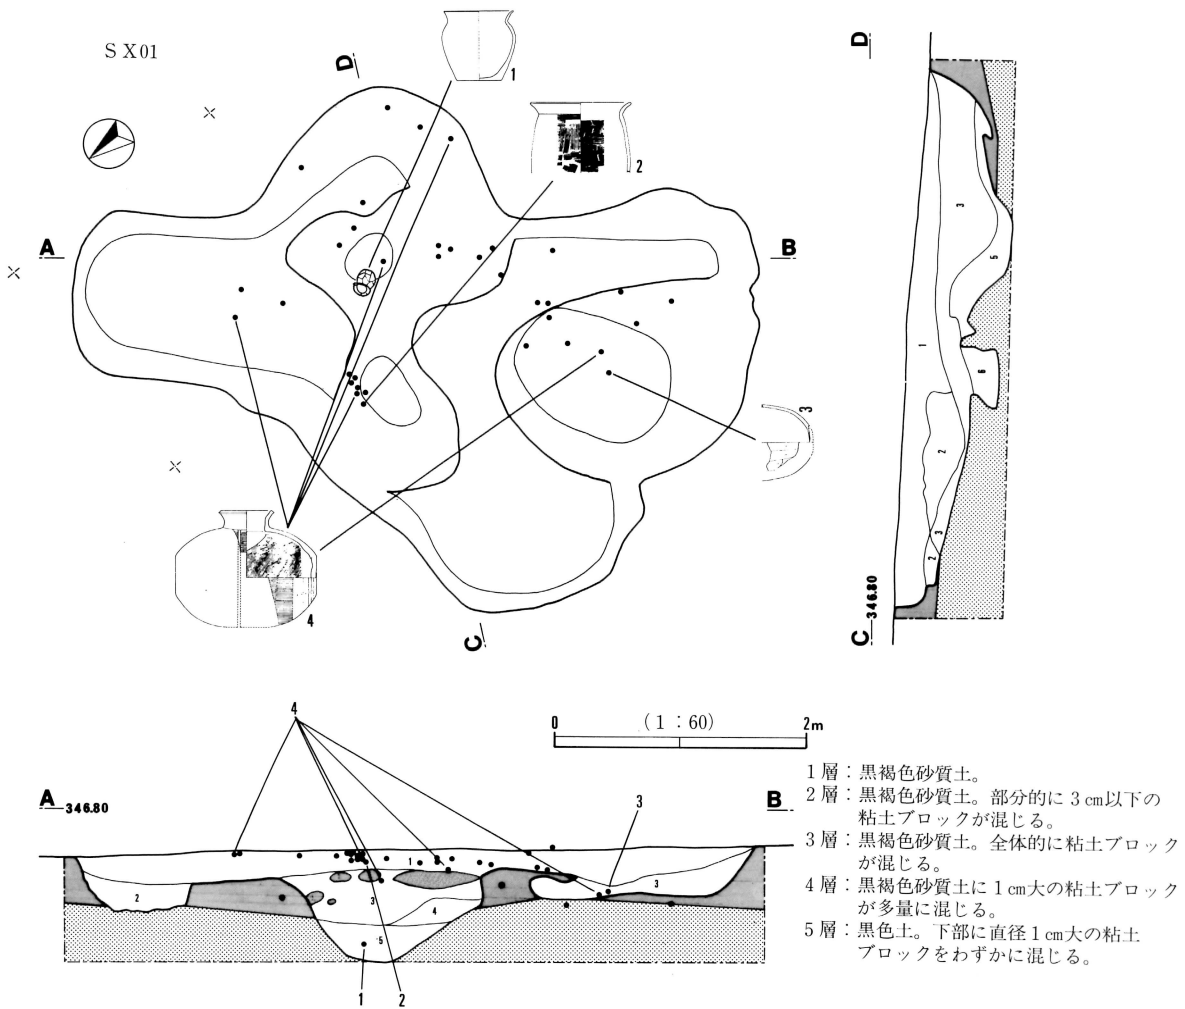 S X01
D
1
2
A
B
3
4
C
D
1
3
5
6
2
3
2
C 346.80
4
0 (1:60) 2m
A 346.80
B
3
1
2
3
4
5
3
1
2
1層:黒褐色砂質土。
2層:黒褐色砂質土。部分的に3cm以下の
粘土ブロックが混じる。
3層:黒褐色砂質土。全体的に粘土ブロック
が混じる。
4層:黒褐色砂質土に1cm大の粘土ブロック
が多量に混じる。
5層:黒色土。下部に直径1cm大の粘土
ブロックをわずかに混じる。